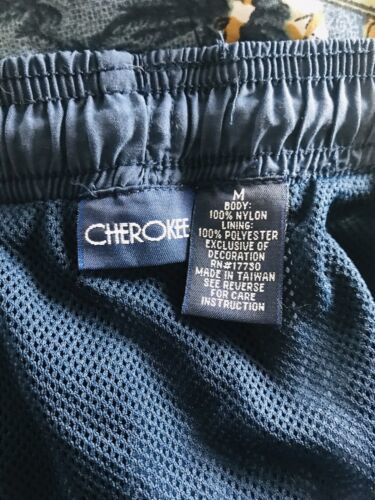 CHEROKEE
M
BODY:
100% NYLON
LINING:
100% POLYESTER
EXCLUSIVE OF
DECORATION
RN#17730
MADE IN TAIWAN
SEE REVERSE
FOR CARE
INSTRUCTION